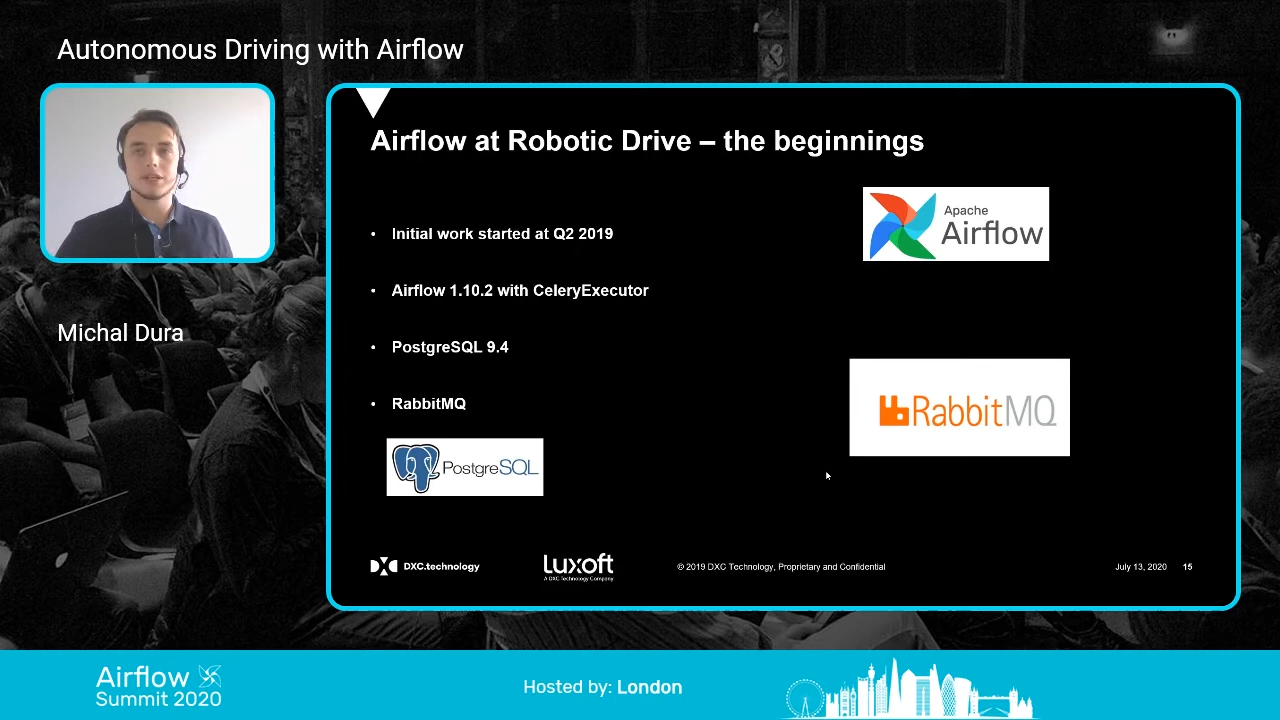 Autonomous Driving with Airflow
Michal Dura
Airflow at Robotic Drive – the beginnings
• Initial work started at Q2 2019
• Airflow 1.10.2 with CeleryExecutor
• PostgreSQL 9.4
• RabbitMQ
Apache
Airflow
RabbitMQ
PostgreSQL
DXC.technology
Luxoft
A DXC Technology Company
© 2019 DXC Technology, Proprietary and Confidential
July 13, 2020
15
Airflow
Summit 2020
Hosted by: London